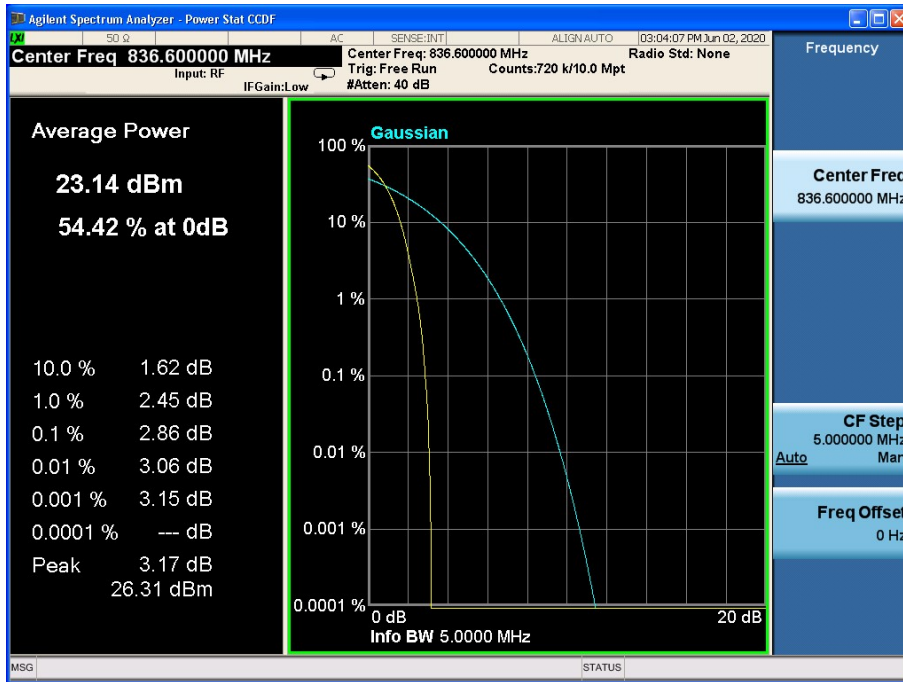 Agilent Spectrum Analyzer - Power Stat CCDF
LXI 50 Ω AC SENSE:INT ALIGN AUTO 03:04:07 PM Jun 02, 2020
Center Freq 836.600000 MHz
Input: RF
IFGain:Low
Center Freq: 836.600000 MHz
Radio Std: None
Trig: Free Run
Counts:720 k/10.0 Mpt
#Atten: 40 dB
Average Power
23.14 dBm
54.42 % at 0dB
10.0 % 1.62 dB
1.0 % 2.45 dB
0.1 % 2.86 dB
0.01 % 3.06 dB
0.001 % 3.15 dB
0.0001 % --- dB
Peak 3.17 dB
26.31 dBm
Gaussian
100 %
10 %
1 %
0.1 %
0.01 %
0.001 %
0.0001 %
0 dB
20 dB
Info BW 5.0000 MHz
Frequency
Center Freq
836.600000 MHz
CF Step
5.000000 MHz
Auto Man
Freq Offset
0 Hz
MSG
STATUS